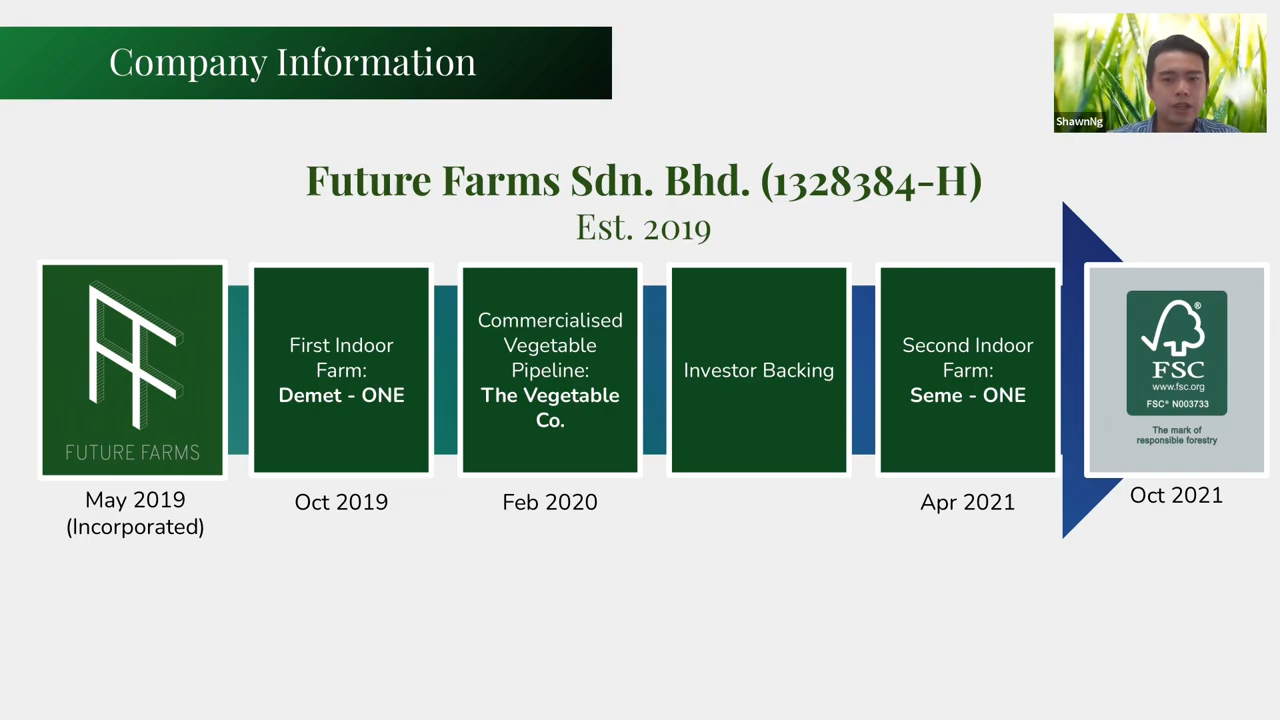 Company Information
ShawnNg
Future Farms Sdn. Bhd. (1328384-H)
Est. 2019
FUTURE FARMS
May 2019
(Incorporated)
First Indoor
Farm:
Demet - ONE
Oct 2019
Commercialised
Vegetable
Pipeline:
The Vegetable
Co.
Feb 2020
Investor Backing
Second Indoor
Farm:
Seme - ONE
Apr 2021
FSC
www.fsc.org
FSC® N003733
The mark of
responsible forestry
Oct 2021